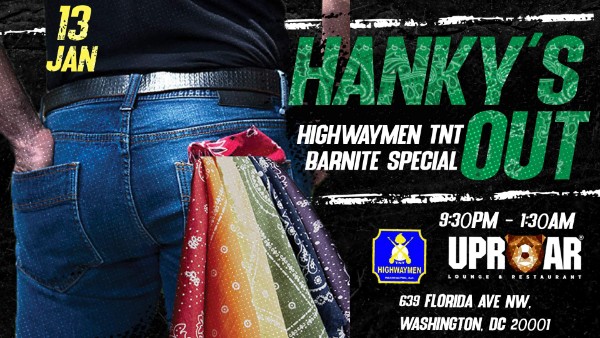 13
JAN
HANKY'S
OUT
HIGHWAYMEN TNT
BARNITE SPECIAL
9:30PM - 1:30AM
TNT
HIGHWAYMEN
UPROAR
LOUNGE & RESTAURANT
639 FLORIDA AVE NW,
WASHINGTON, DC 20001